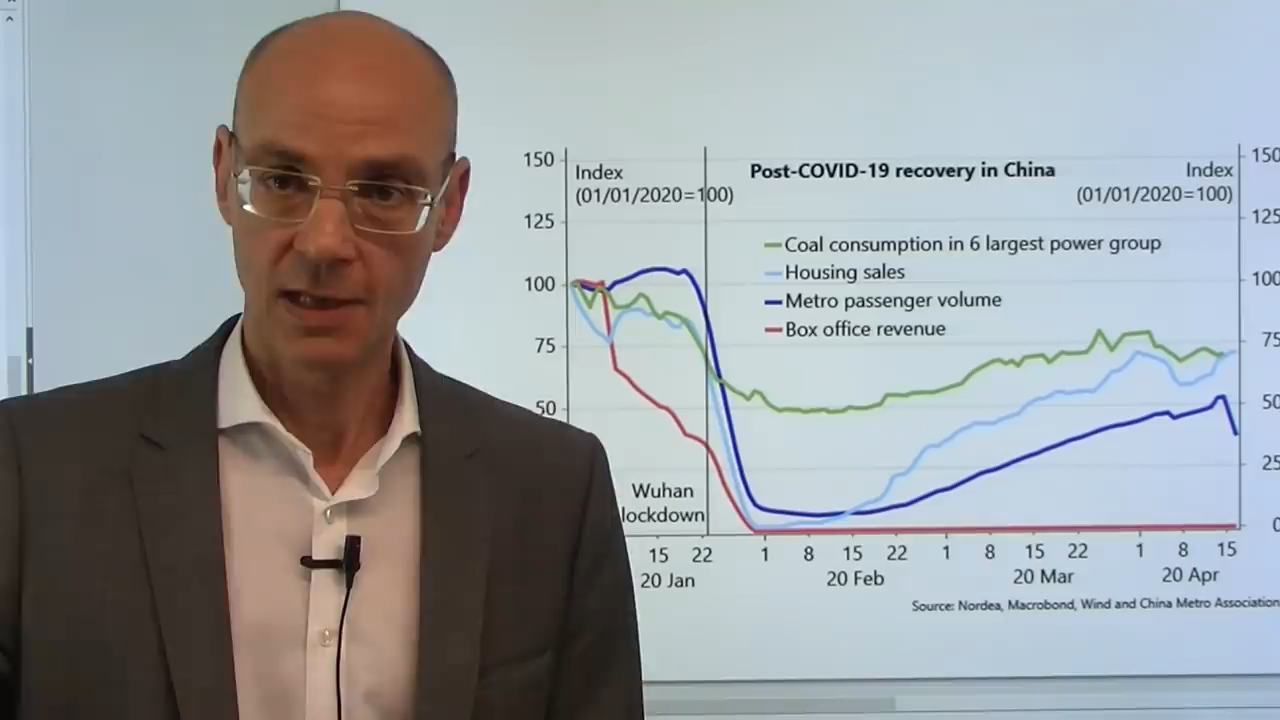 Post-COVID-19 recovery in China
Index
(01/01/2020=100)
Index
(01/01/2020=100)
Coal consumption in 6 largest power group
Housing sales
Metro passenger volume
Box office revenue
150
125
100
75
50
150
125
100
75
50
25
0
Wuhan
lockdown
15 22 1 8 15 22 1 8 15 22 1 8 15
20 Jan 20 Feb 20 Mar 20 Apr
Source: Nordea, Macrobond, Wind and China Metro Association